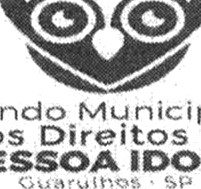 ndo Municip
os Direitos
ESSOA IDO
Guarulhos - SP